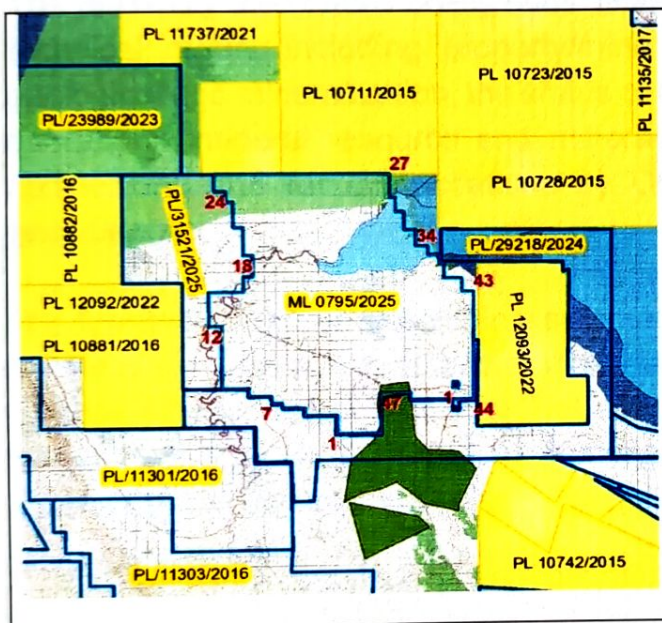 PL 11737/2021
PL 10723/2015
PL 11135/2017
PL 10711/2015
PL/23989/2023
27
PL 10728/2015
PL 10882/2016
PL/31521/2025
24
34
PL/29218/2024
18
43
ML 0795/2025
PL 12092/2022
PL 12093/2022
12
PL 10881/2016
7
47
1
44
1
PL/11301/2016
PL/11303/2016
PL 10742/2015